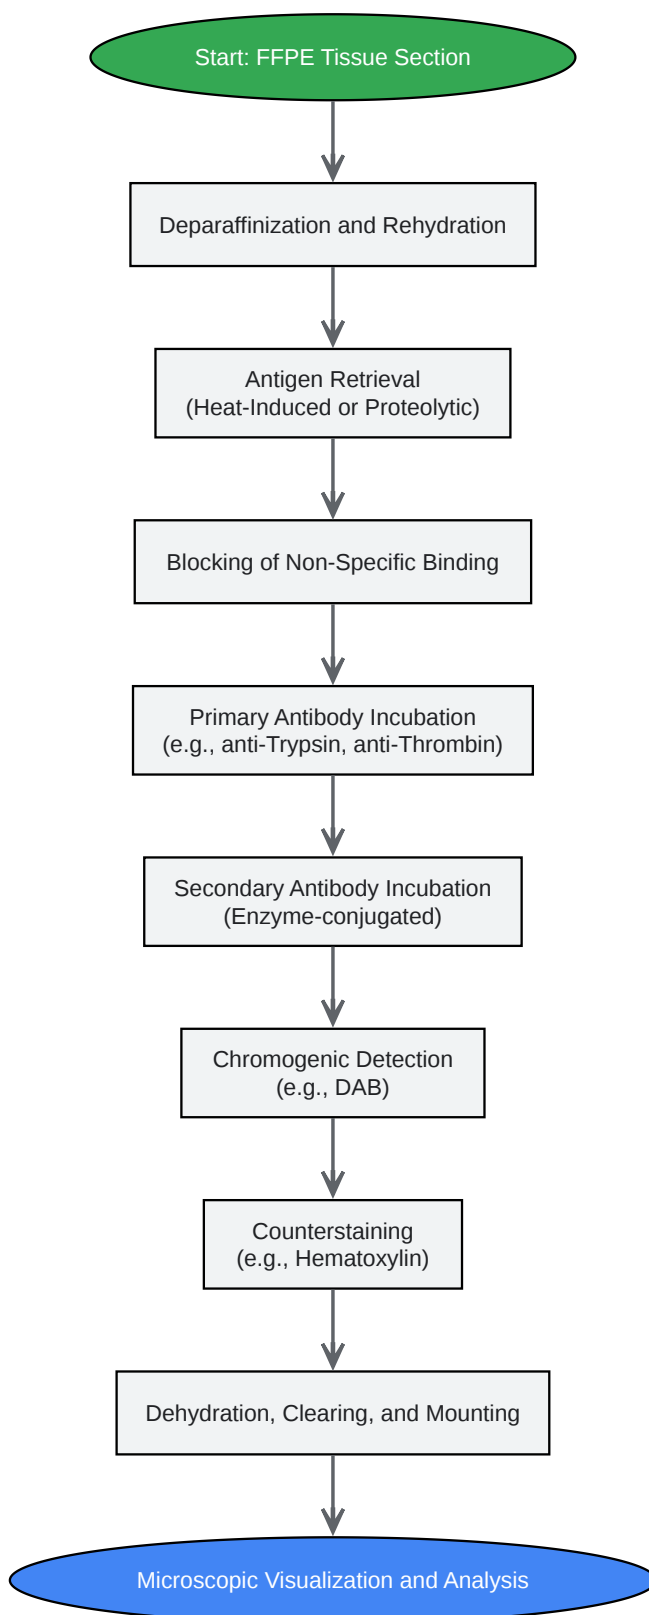 Start: FFPE Tissue Section
Deparaffinization and Rehydration
Antigen Retrieval
(Heat-Induced or Proteolytic)
Blocking of Non-Specific Binding
Primary Antibody Incubation
(e.g., anti-Trypsin, anti-Thrombin)
Secondary Antibody Incubation
(Enzyme-conjugated)
Chromogenic Detection
(e.g., DAB)
Counterstaining
(e.g., Hematoxylin)
Dehydration, Clearing, and Mounting
Microscopic Visualization and Analysis